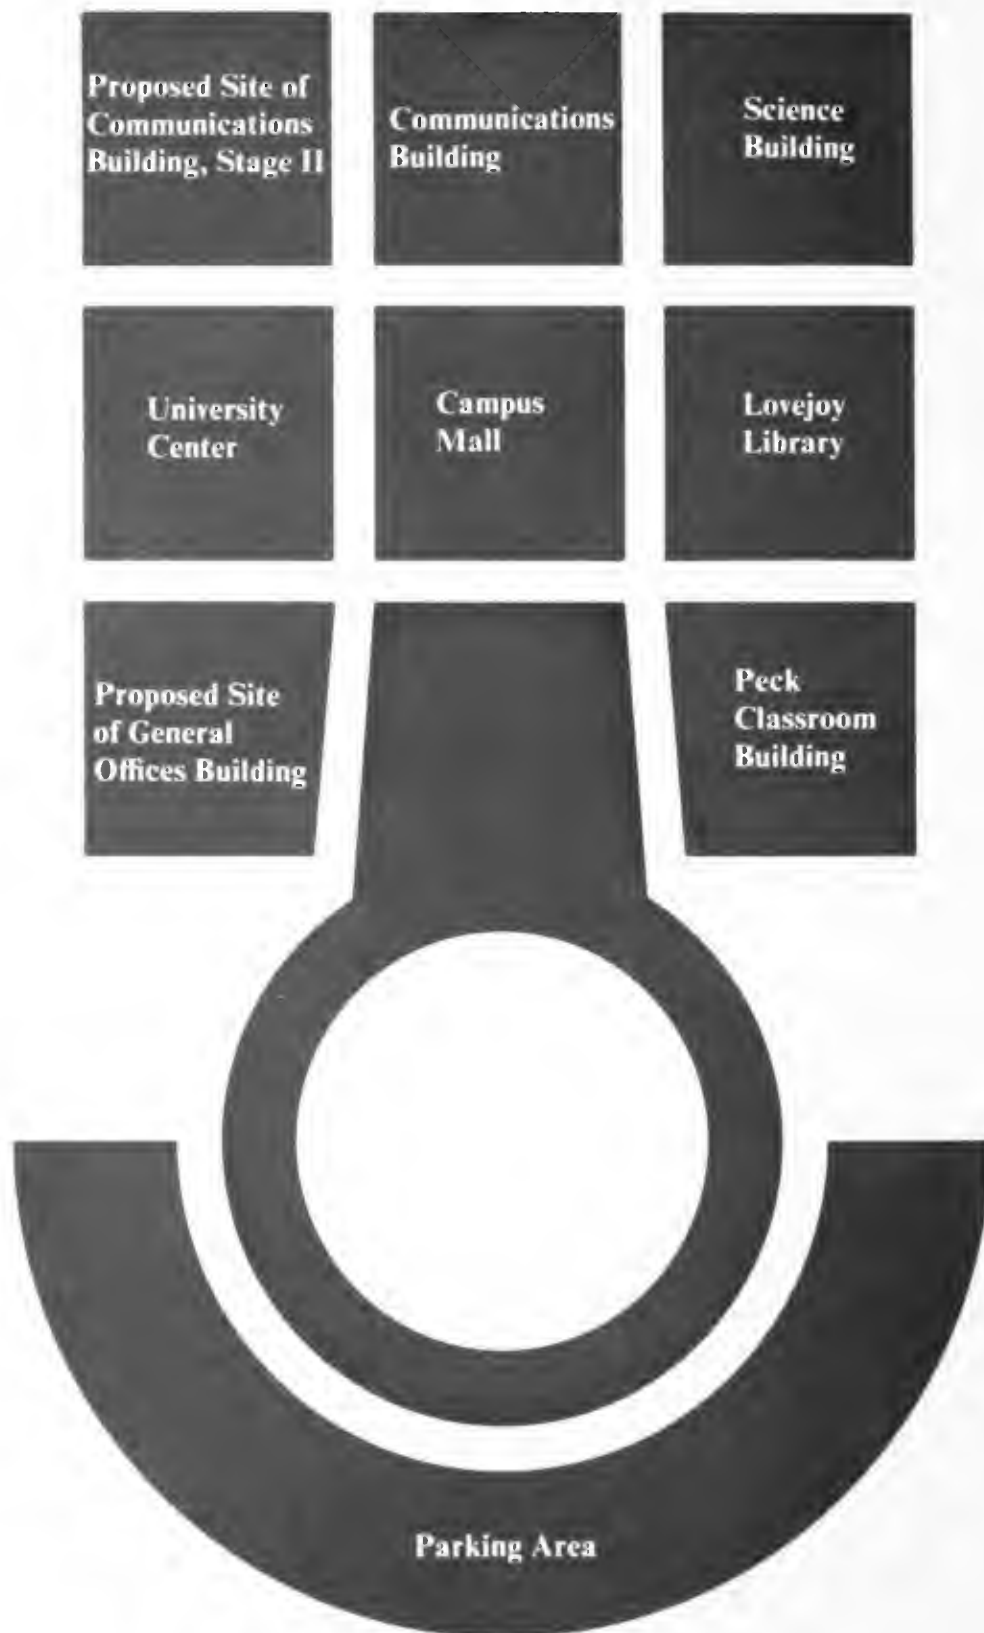 Proposed Site of
Communications
Building, Stage II
Communications
Building
Science
Building
University
Center
Campus
Mall
Lovejoy
Library
Proposed Site
of General
Offices Building
Peck
Classroom
Building
Parking Area